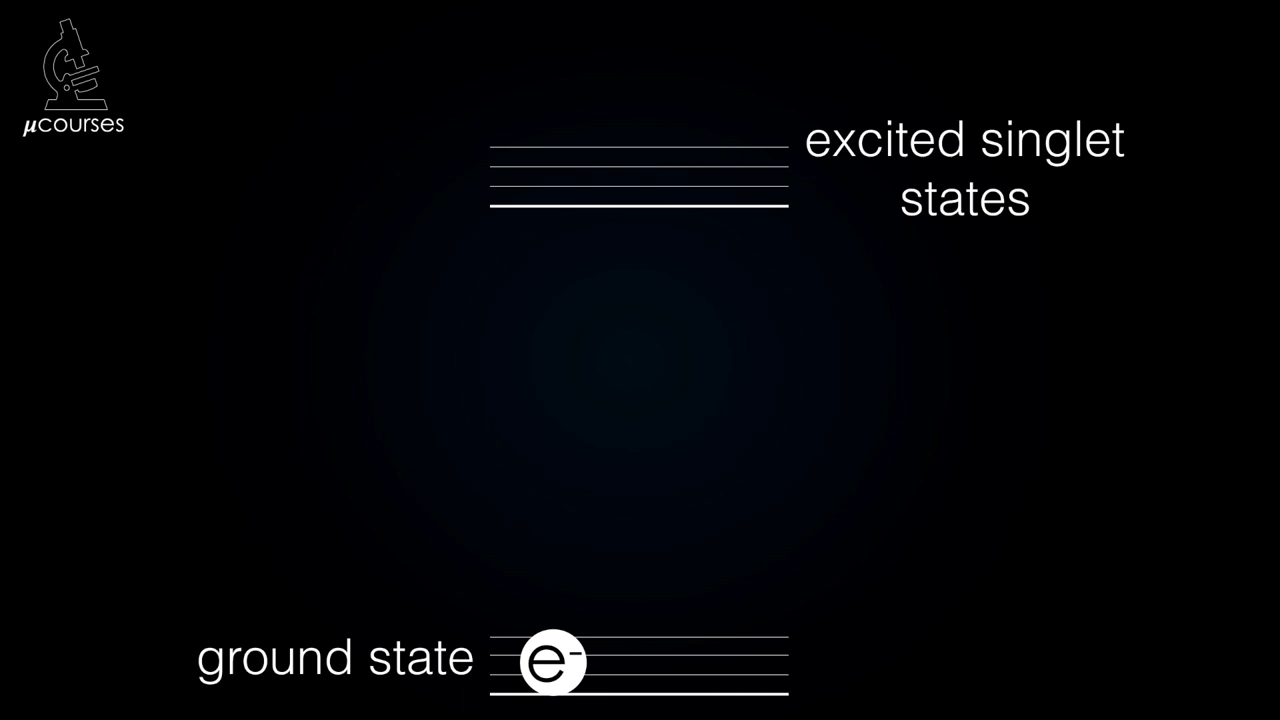 µcourses
excited singlet
states
ground state
e-